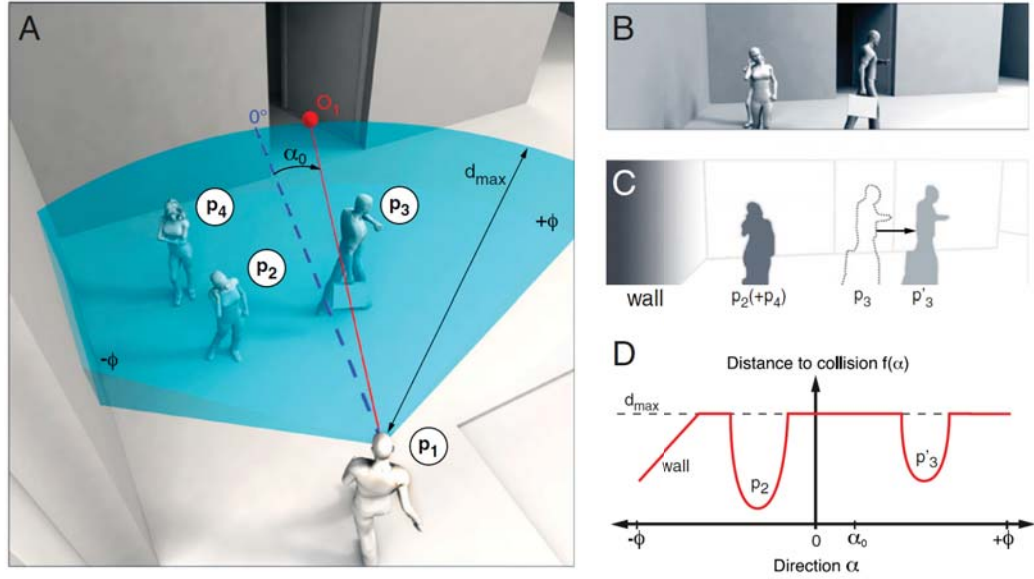 A
0°
O₁
α₀
dmax
p₄
p₃
p₂
+ϕ
-ϕ
p₁
B
C
wall
p₂(+p₄)
p₃
p'₃
D
Distance to collision f(α)
dmax
wall
p₂
p'₃
-ϕ
0
α₀
+ϕ
Direction α